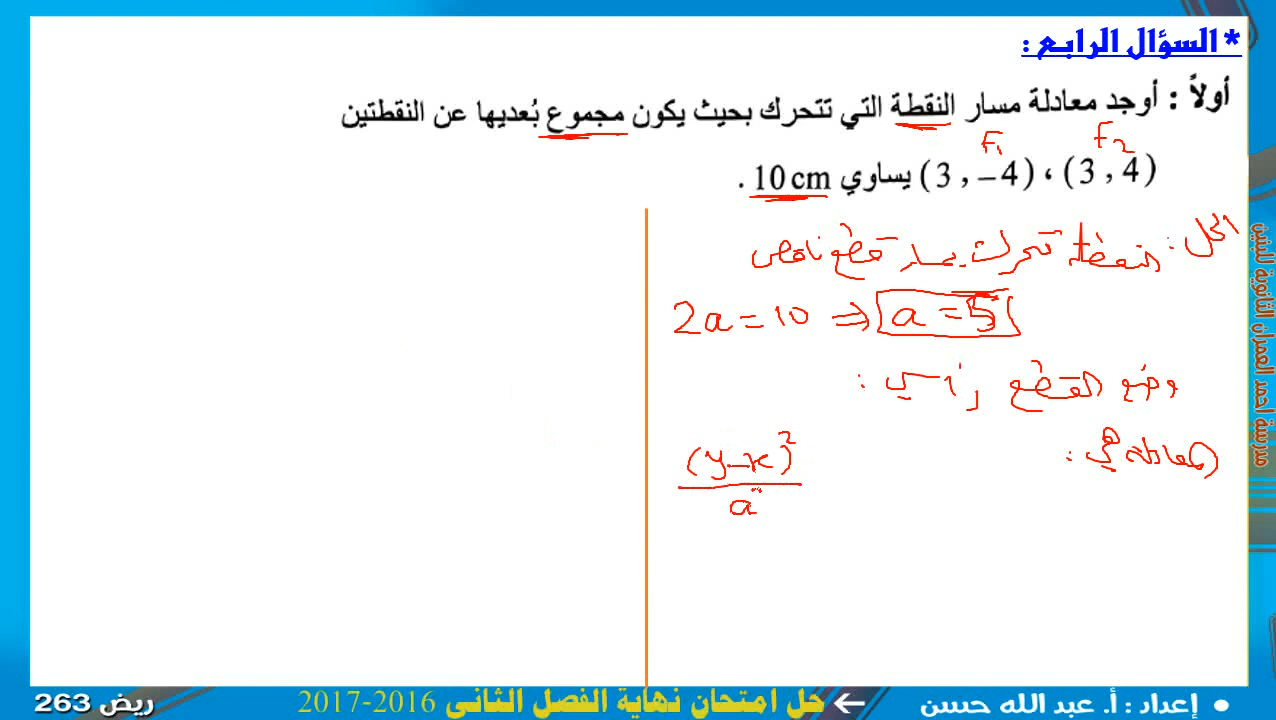 * السؤال الرابع :
أولاً : أوجد معادلة مسار النقطة التي تتحرك بحيث يكون مجموع بُعديها عن النقطتين
F₁ F₂
(3 , 4) ، (3 , −4) يساوي 10 cm .
الحل : النقطة تتحرك بمسار قطع ناقص
2a = 10 ⇒ a = 5
وضع القطع رأسي :
المعادلة هي :
(y-k)²
a²
مدرسة احمد العمران الثانوية للبنين
• إعداد : أ. عبد الله حسن ← حل امتحان نهاية الفصل الثاني 2016-2017 ريض 263